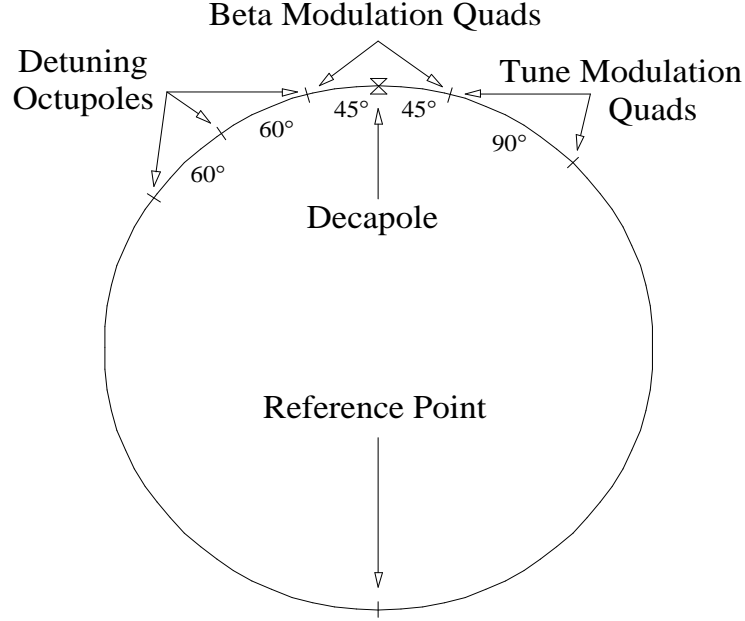 Beta Modulation Quads
Detuning
Octupoles
Tune Modulation
Quads
45°
45°
60°
60°
90°
Decapole
Reference Point